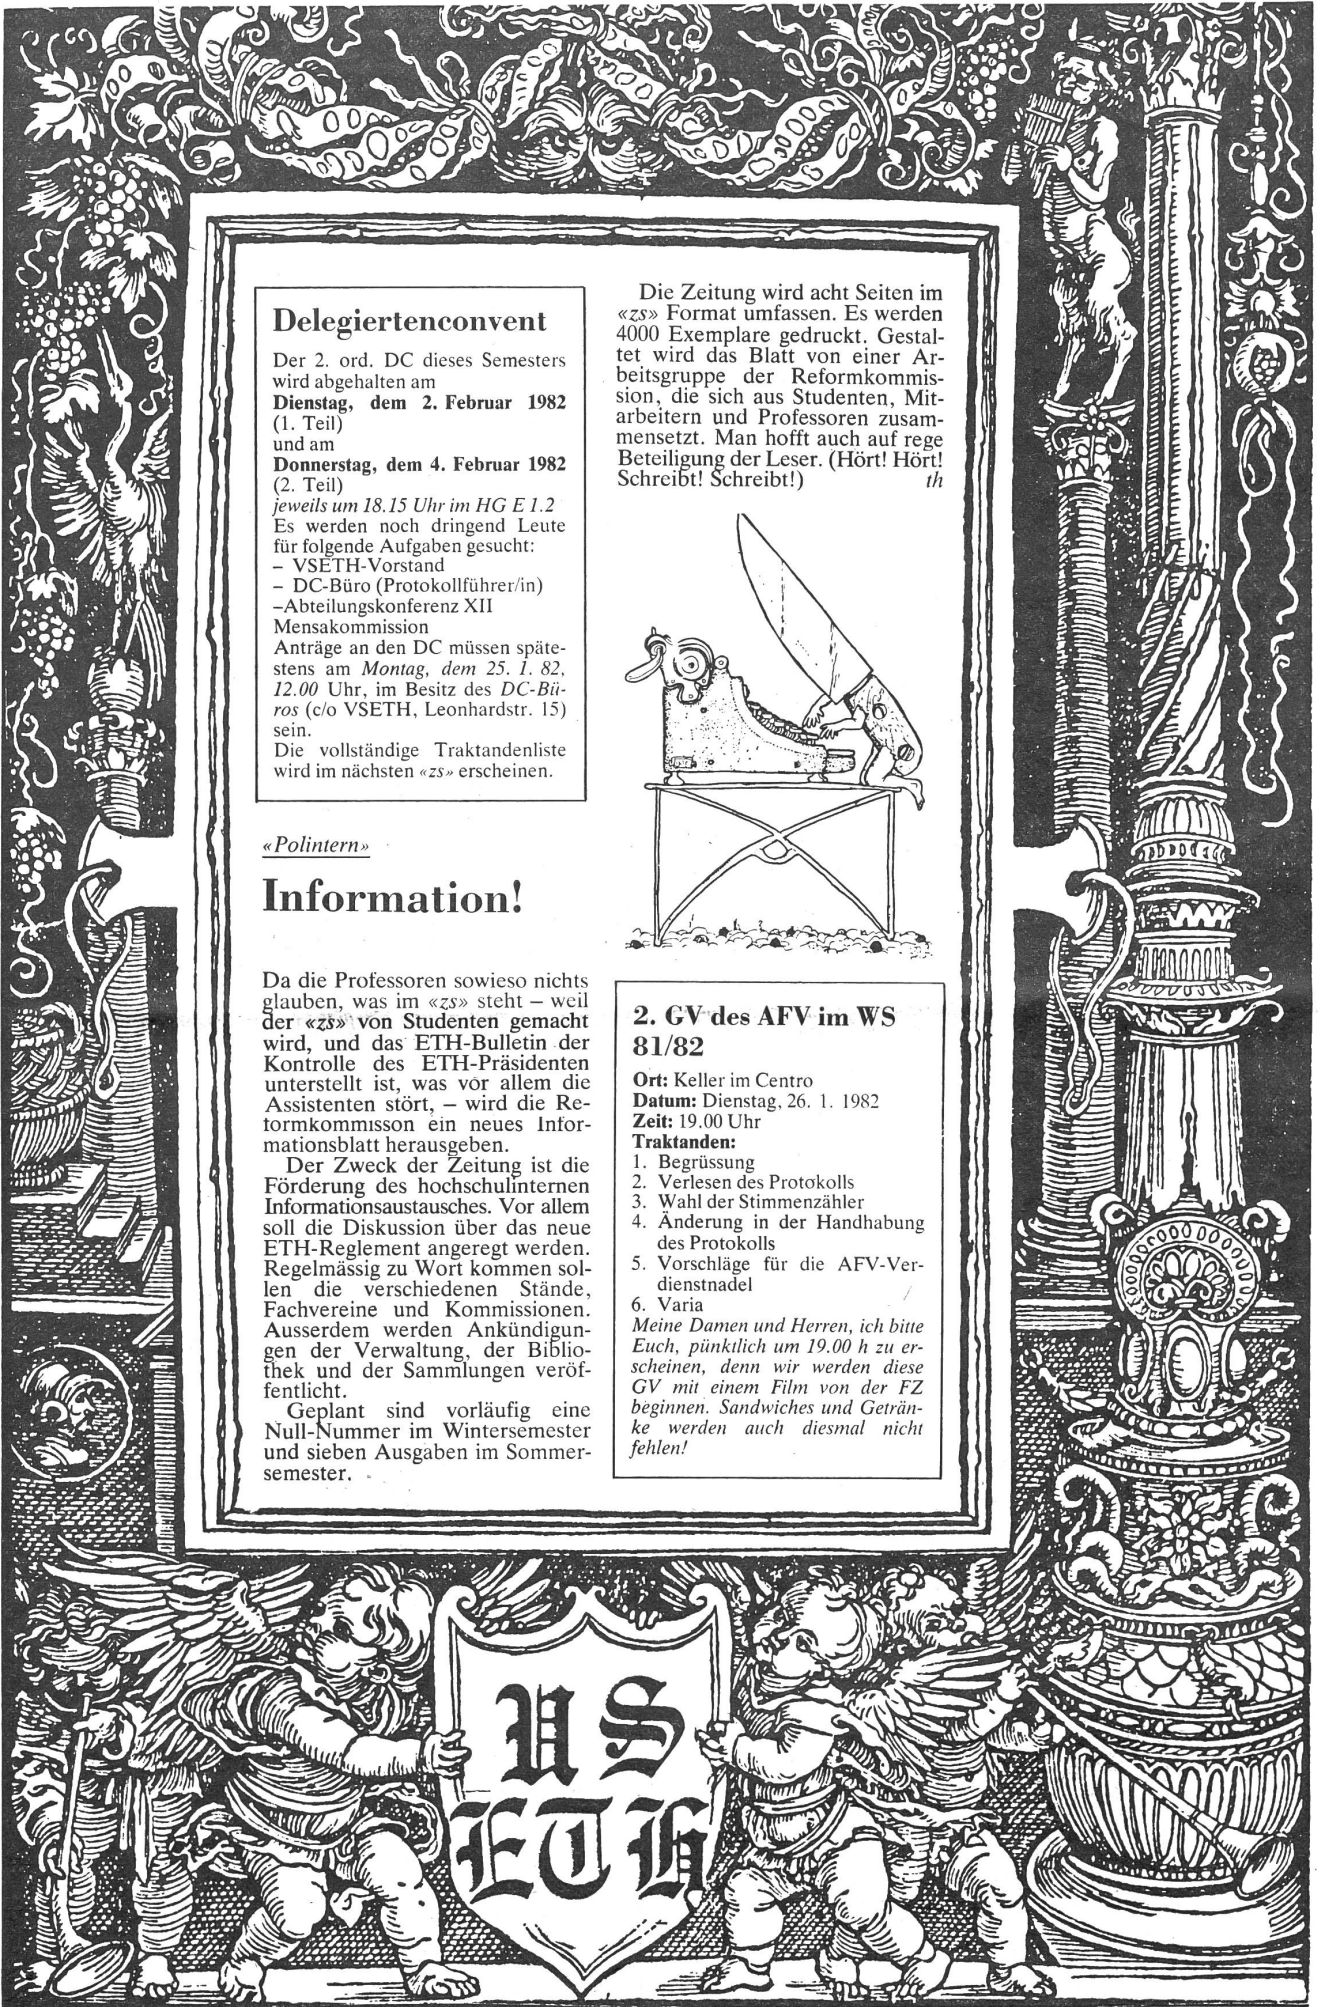 Delegiertenconvent
Der 2. ord. DC dieses Semesters
wird abgehalten am
Dienstag, dem 2. Februar 1982
(1. Teil)
und am
Donnerstag, dem 4. Februar 1982
(2. Teil)
jeweils um 18.15 Uhr im HG E 1.2
Es werden noch dringend Leute
für folgende Aufgaben gesucht:
– VSETH-Vorstand
– DC-Büro (Protokollführer/in)
–Abteilungskonferenz XII
Mensakommission
Anträge an den DC müssen späte-
stens am Montag, dem 25. 1. 82,
12.00 Uhr, im Besitz des DC-Bü-
ros (c/o VSETH, Leonhardstr. 15)
sein.
Die vollständige Traktandenliste
wird im nächsten «zs» erscheinen.
«Polintern»
Information!
Da die Professoren sowieso nichts
glauben, was im «zs» steht – weil
der «zs» von Studenten gemacht
wird, und das ETH-Bulletin der
Kontrolle des ETH-Präsidenten
unterstellt ist, was vor allem die
Assistenten stört, – wird die Re-
formkommisson ein neues Infor-
mationsblatt herausgeben.
Der Zweck der Zeitung ist die
Förderung des hochschulinternen
Informationsaustausches. Vor allem
soll die Diskussion über das neue
ETH-Reglement angeregt werden.
Regelmässig zu Wort kommen sol-
len die verschiedenen Stände,
Fachvereine und Kommissionen.
Ausserdem werden Ankündigun-
gen der Verwaltung, der Biblio-
thek und der Sammlungen veröf-
fentlicht.
Geplant sind vorläufig eine
Null-Nummer im Wintersemester
und sieben Ausgaben im Sommer-
semester.
Die Zeitung wird acht Seiten im
«zs» Format umfassen. Es werden
4000 Exemplare gedruckt. Gestal-
tet wird das Blatt von einer Ar-
beitsgruppe der Reformkommis-
sion, die sich aus Studenten, Mit-
arbeitern und Professoren zusam-
mensetzt. Man hofft auch auf rege
Beteiligung der Leser. (Hört! Hört!
Schreibt! Schreibt!) th
2. GV des AFV im WS
81/82
Ort: Keller im Centro
Datum: Dienstag, 26. 1. 1982
Zeit: 19.00 Uhr
Traktanden:
1. Begrüssung
2. Verlesen des Protokolls
3. Wahl der Stimmenzähler
4. Änderung in der Handhabung
des Protokolls
5. Vorschläge für die AFV-Ver-
dienstnadel
6. Varia
Meine Damen und Herren, ich bitte
Euch, pünktlich um 19.00 h zu er-
scheinen, denn wir werden diese
GV mit einem Film von der FZ
beginnen. Sandwiches und Geträn-
ke werden auch diesmal nicht
fehlen!
VS
ETH